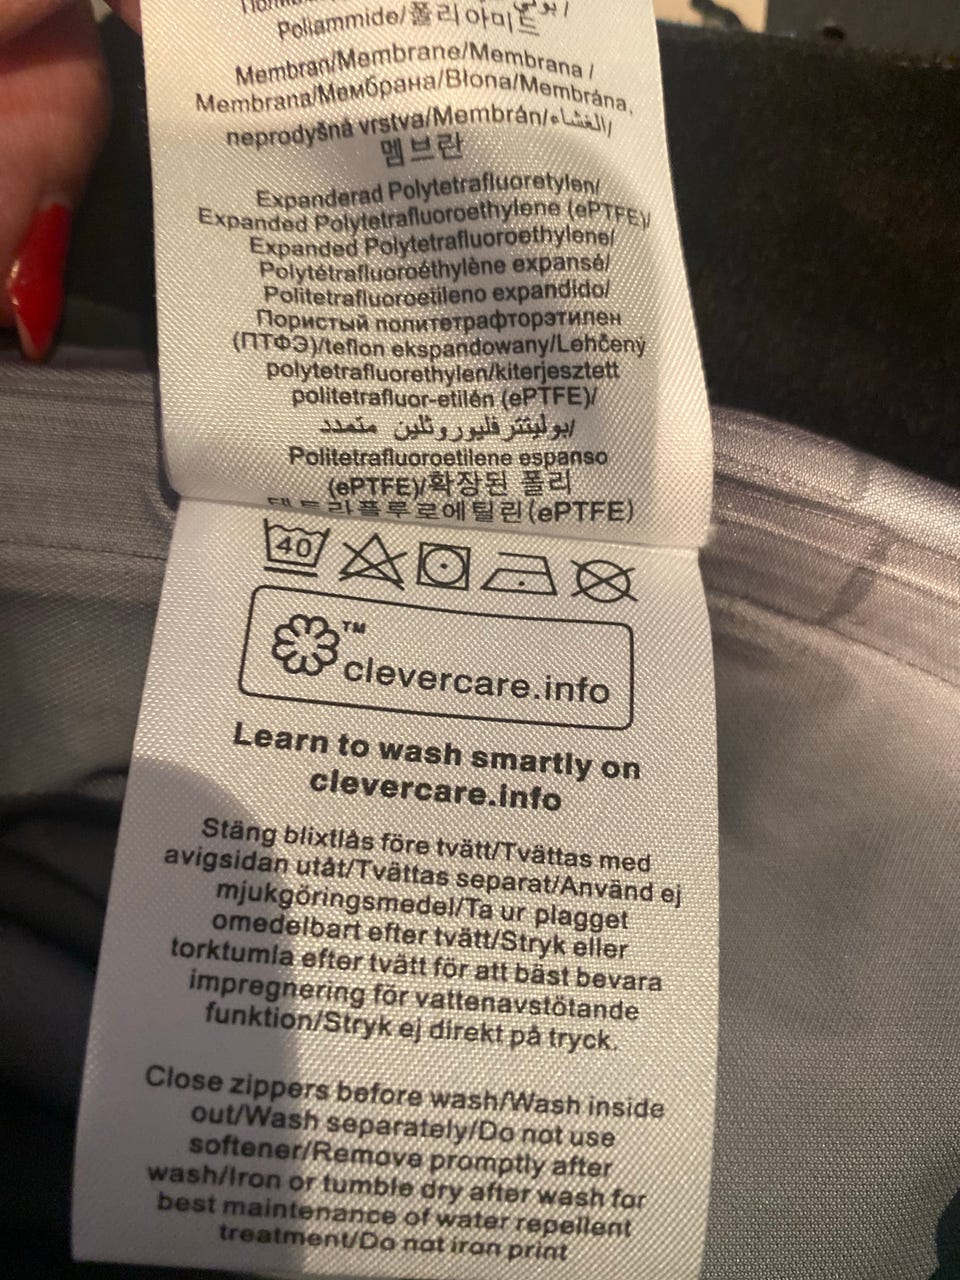 Poliammide/폴리아미드
Membran/Membrane/Membrana /
Membrana/Мембрана/Błona/Membrána,
neprodyšná vrstva/Membrán/الغشاء/
멤브란
Expanderad Polytetrafluoretylen/
Expanded Polytetrafluoroethylene (ePTFE)/
Expanded Polytetrafluoroethylene/
Polytétrafluoroéthylène expansé/
Politetrafluoroetileno expandido/
Пористый политетрафторэтилен
(ПТФЭ)/teflon ekspandowany/Lehčený
polytetrafluorethylen/kiterjesztett
politetrafluor-etilén (ePTFE)/
بوليتترفليوروثلين متمدد/
Politetrafluoroetilene espanso
(ePTFE)/확장된 폴리
테트라플루로에틸린(ePTFE)
40
clevercare.info™
Learn to wash smartly on
clevercare.info
Stäng blixtlås före tvätt/Tvättas med
avigsidan utåt/Tvättas separat/Använd ej
mjukgöringsmedel/Ta ur plagget
omedelbart efter tvätt/Stryk eller
torktumla efter tvätt för att bäst bevara
impregnering för vattenavstötande
funktion/Stryk ej direkt på tryck.
Close zippers before wash/Wash inside
out/Wash separately/Do not use
softener/Remove promptly after
wash/Iron or tumble dry after wash for
best maintenance of water repellent
treatment/Do not iron print